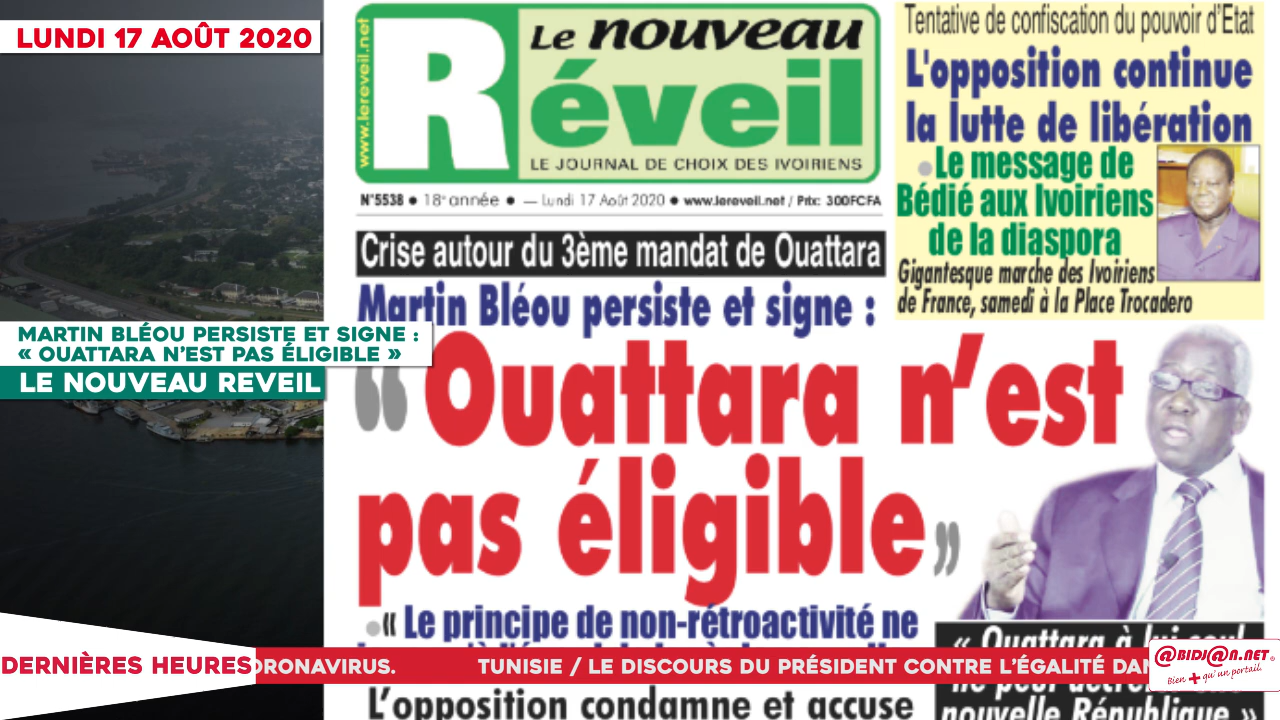 LUNDI 17 AOÛT 2020
MARTIN BLÉOU PERSISTE ET SIGNE :
« OUATTARA N'EST PAS ÉLIGIBLE »
LE NOUVEAU REVEIL
www.lereveil.net
Le nouveau
Réveil
LE JOURNAL DE CHOIX DES IVOIRIENS
N°5538 ● 18e année ● — Lundi 17 Août 2020 ● www.lereveil.net / Prix: 300FCFA
Tentative de confiscation du pouvoir d'Etat
L'opposition continue
la lutte de libération
●Le message de
Bédié aux Ivoiriens
de la diaspora
Gigantesque marche des Ivoiriens
de France, samedi à la Place Trocadero
Crise autour du 3ème mandat de Ouattara
Martin Bléou persiste et signe :
“Ouattara n'est
pas éligible”
●« Le principe de non-rétroactivité ne
« Ouattara à lui seul
ne peut
nouvelle République »
L'opposition condamne et accuse
DERNIÈRES HEURES
ORONAVIRUS. TUNISIE / LE DISCOURS DU PRÉSIDENT CONTRE L'ÉGALITÉ DAN
@BIDJ@N.NET
Bien + qu'un portail